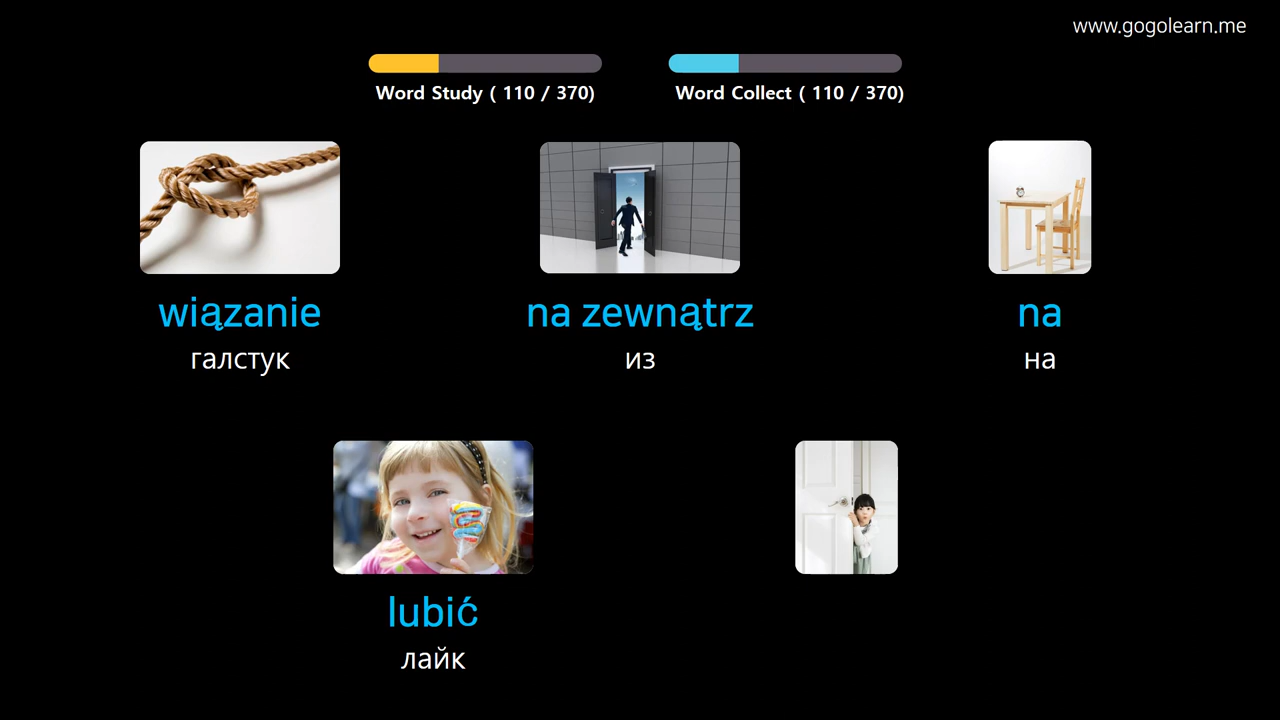 www.gogolearn.me
Word Study ( 110 / 370)
Word Collect ( 110 / 370)
wiązanie
галстук
na zewnątrz
из
na
на
lubić
лайк